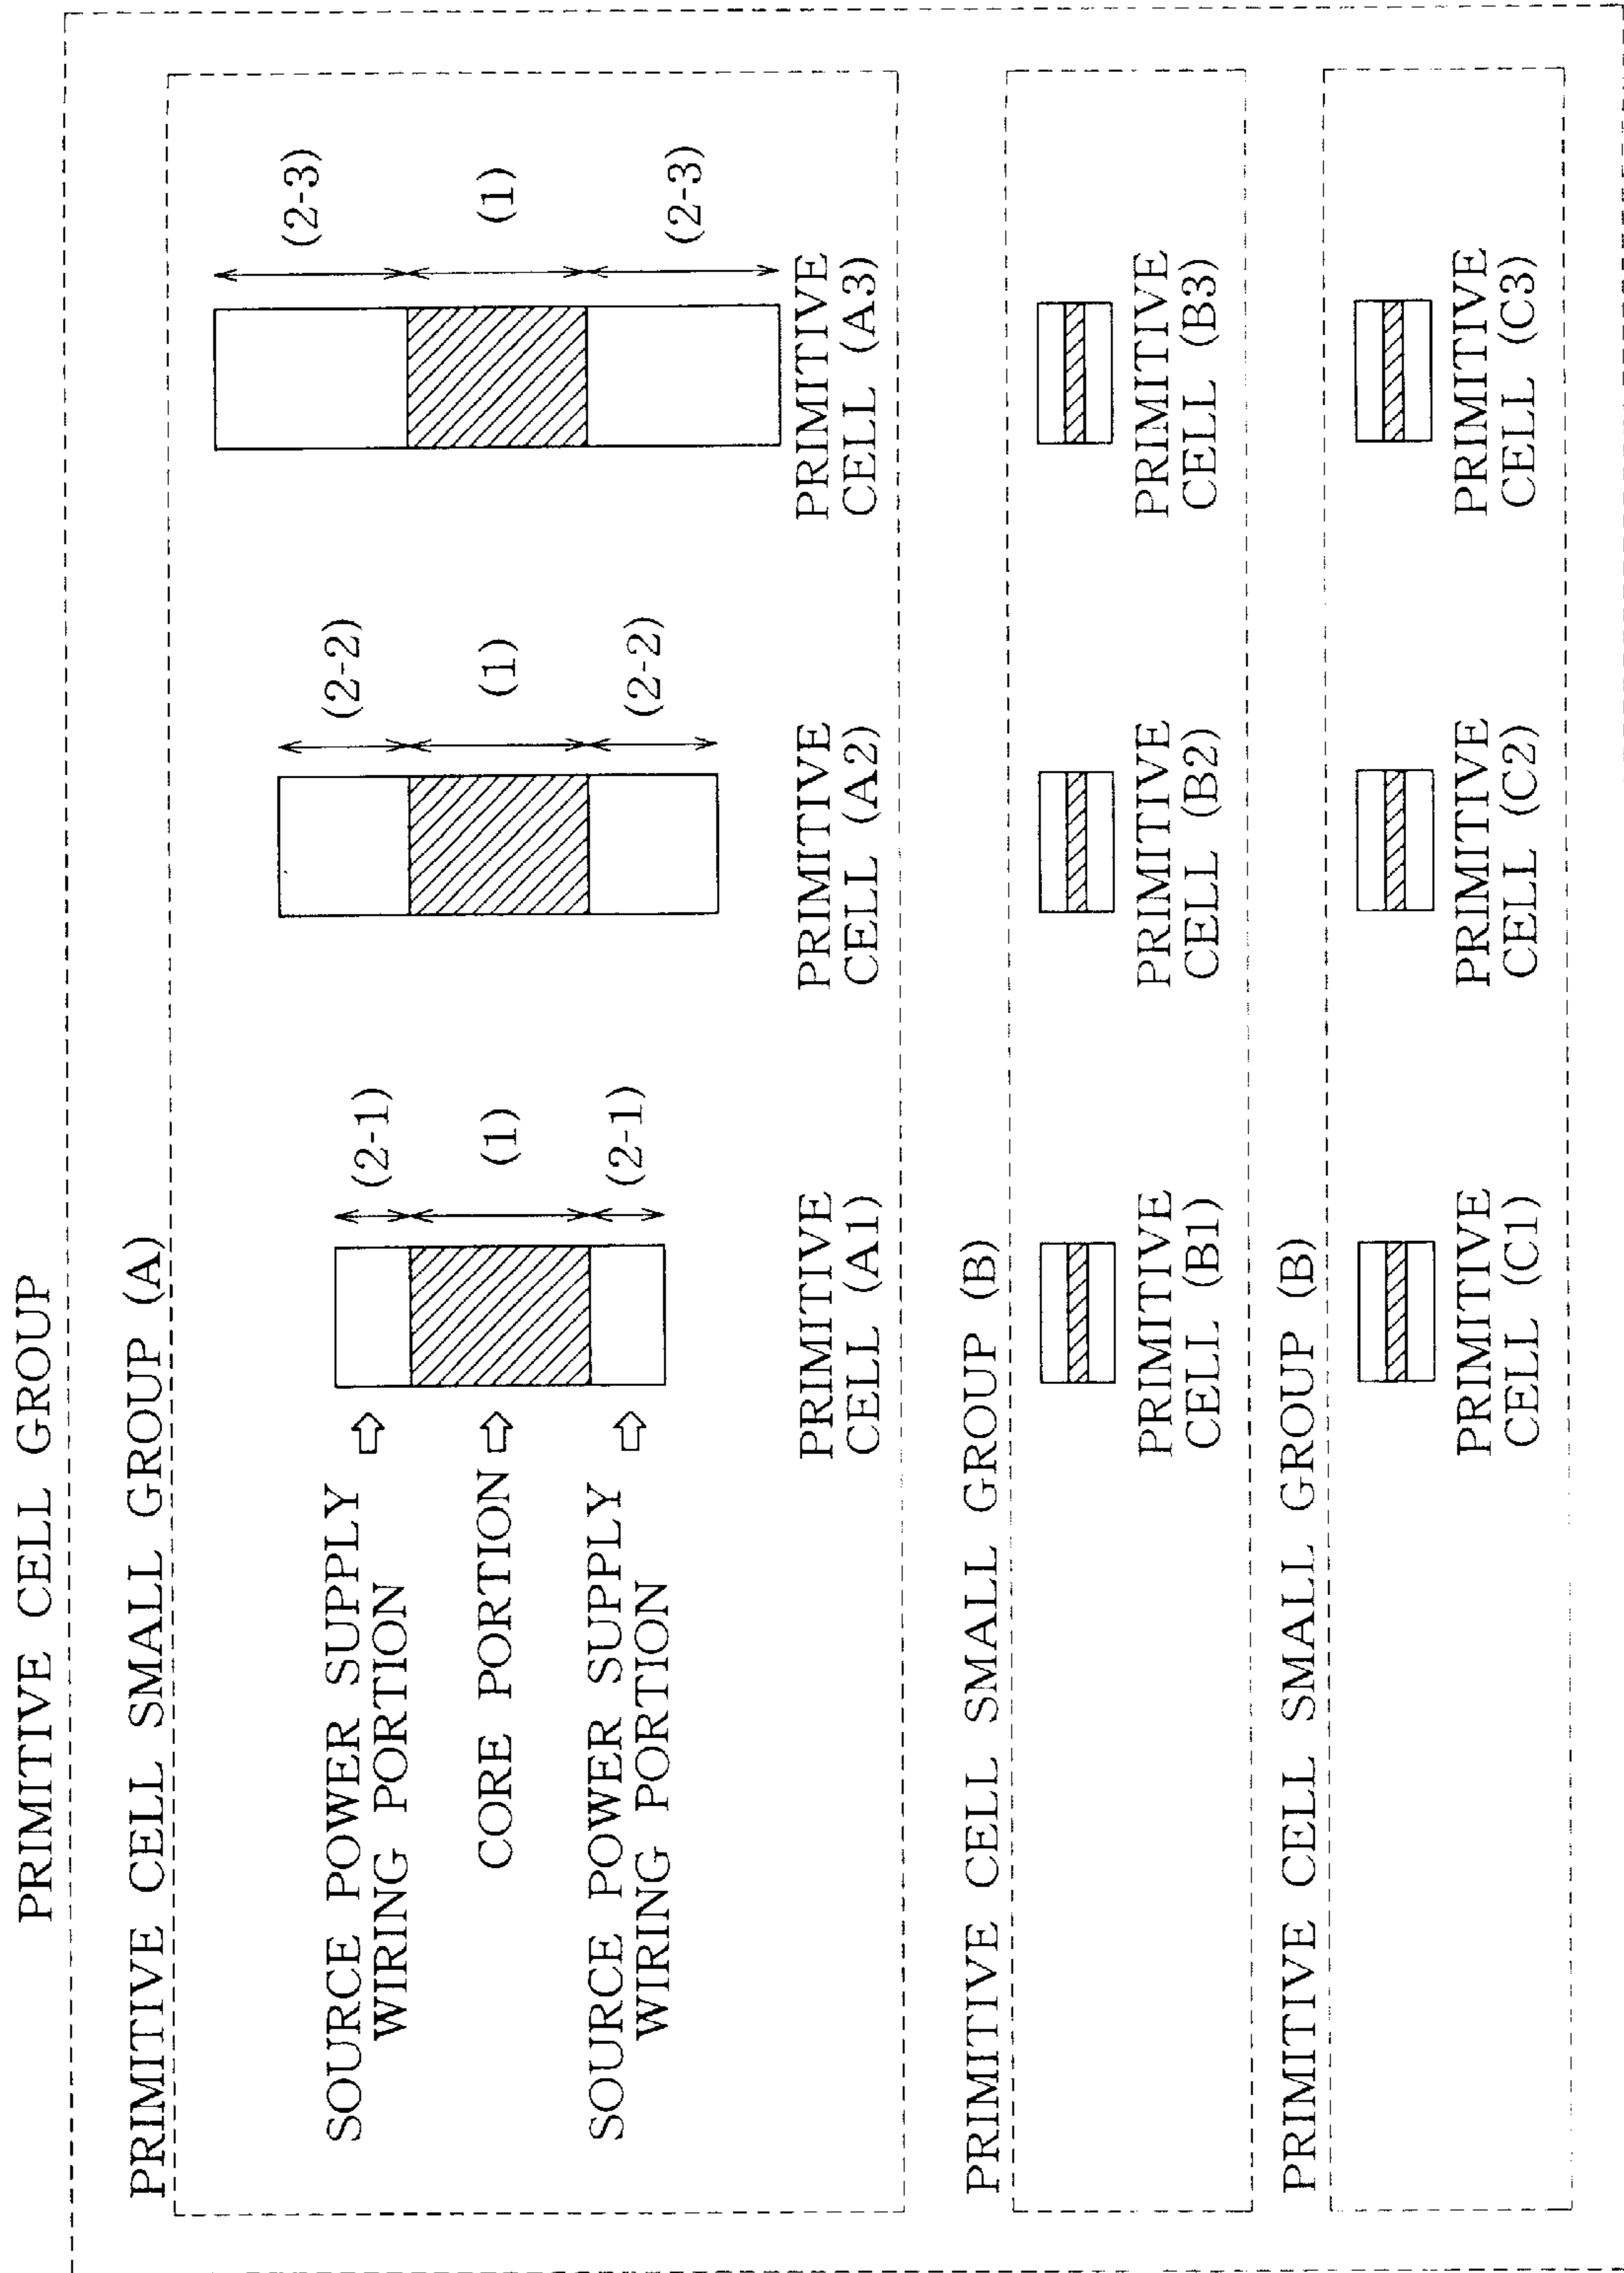 PRIMITIVE CELL GROUP
PRIMITIVE CELL SMALL GROUP (A)
SOURCE POWER SUPPLY
WIRING PORTION
CORE PORTION
SOURCE POWER SUPPLY
WIRING PORTION
(2-1)
(1)
(2-1)
PRIMITIVE
CELL (A1)
(2-2)
(1)
(2-2)
PRIMITIVE
CELL (A2)
(2-3)
(1)
(2-3)
PRIMITIVE
CELL (A3)
PRIMITIVE CELL SMALL GROUP (B)
PRIMITIVE
CELL (B1)
PRIMITIVE
CELL (B2)
PRIMITIVE
CELL (B3)
PRIMITIVE CELL SMALL GROUP (B)
PRIMITIVE
CELL (C1)
PRIMITIVE
CELL (C2)
PRIMITIVE
CELL (C3)